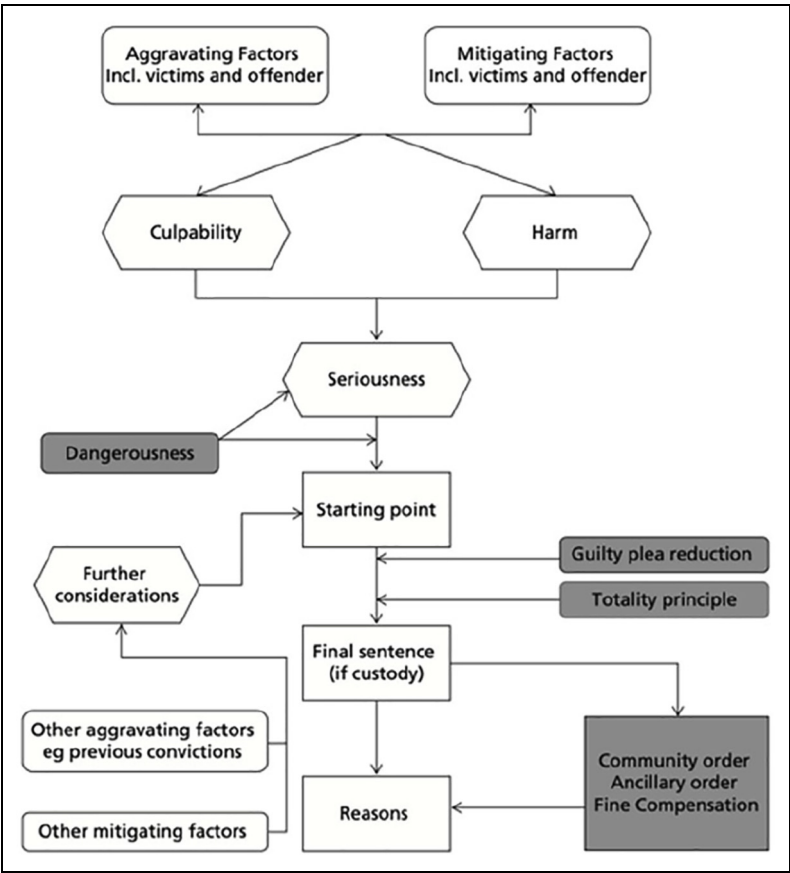 Aggravating Factors
Incl. victims and offender
Mitigating Factors
Incl. victims and offender
Culpability
Harm
Seriousness
Dangerousness
Starting point
Guilty plea reduction
Further
considerations
Totality principle
Final sentence
(if custody)
Other aggravating factors
eg previous convictions
Community order
Ancillary order
Fine Compensation
Reasons
Other mitigating factors